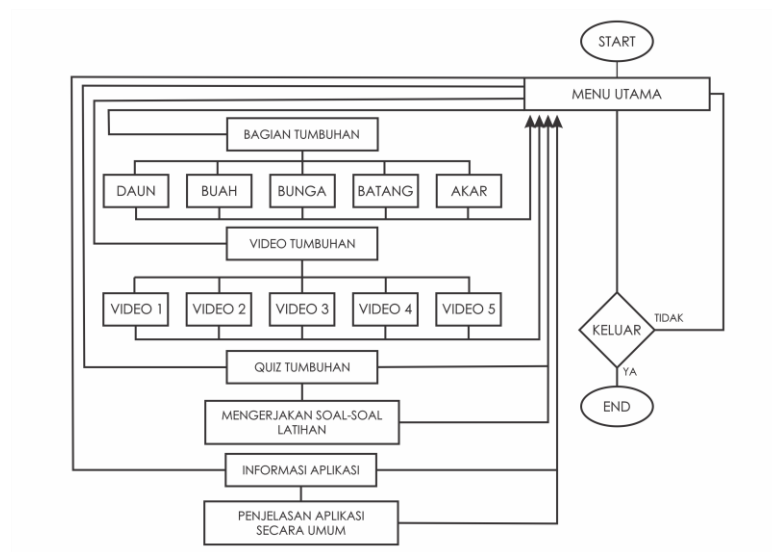 START
MENU UTAMA
BAGIAN TUMBUHAN
DAUN
BUAH
BUNGA
BATANG
AKAR
VIDEO TUMBUHAN
VIDEO 1
VIDEO 2
VIDEO 3
VIDEO 4
VIDEO 5
KELUAR
TIDAK
YA
QUIZ TUMBUHAN
END
MENGERJAKAN SOAL-SOAL
LATIHAN
INFORMASI APLIKASI
PENJELASAN APLIKASI
SECARA UMUM